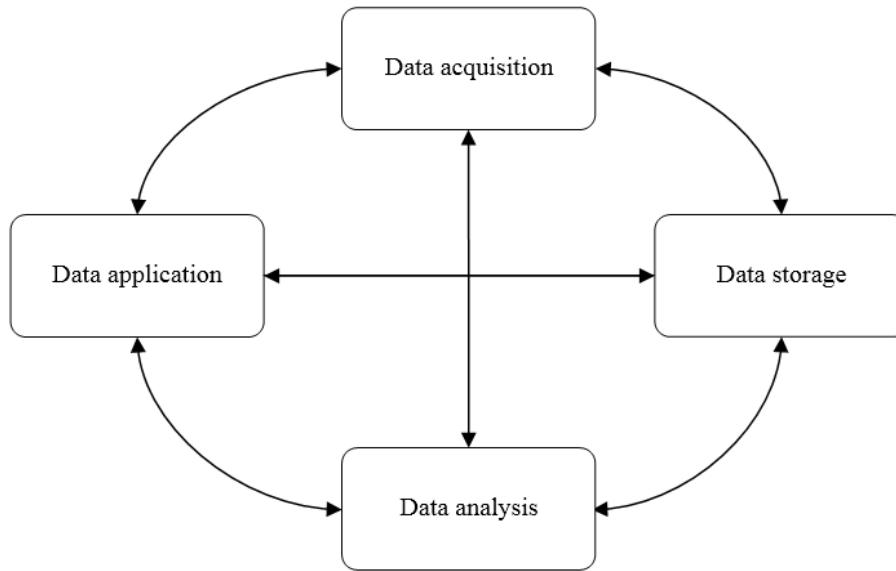 Data acquisition
Data application
Data storage
Data analysis